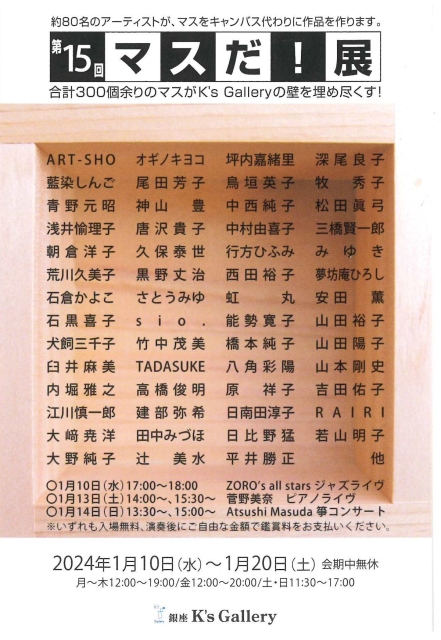 約80名のアーティストが、マスをキャンバス代わりに作品を作ります。
第15回 マスだ!展
合計300個余りのマスがK's Galleryの壁を埋め尽くす!
ART-SHO オギノキヨコ 坪内嘉緒里 深尾良子
藍染しんご 尾田芳子 鳥垣英子 牧秀子
青野元昭 神山豊 中西純子 松田眞弓
浅井愉理子 唐沢貴子 中村由喜子 三橋賢一郎
朝倉洋子 久保泰世 行方ひふみ みゆき
荒川久美子 黒野丈治 西田裕子 夢坊庵ひろし
石倉かよこ さとうみゆ 虹丸 安田薫
石黒喜子 sio. 能勢寛子 山田裕子
犬飼三千子 竹中茂美 橋本純子 山田陽子
臼井麻美 TADASUKE 八角彩陽 山本剛史
内堀雅之 高橋俊明 原祥子 吉田佑子
江川慎一郎 建部弥希 日南田淳子 RAIRI
大﨑堯洋 田中みづほ 日比野猛 若山明子
大野純子 辻美水 平井勝正 他
〇1月10日(水)17:00〜18:00 ZORO's all stars ジャズライヴ
〇1月13日(土)14:00〜、15:30〜 菅野美奈 ピアノライヴ
〇1月14日(日)13:30〜、15:00〜 Atsushi Masuda 箏コンサート
※いずれも入場無料、演奏後にご自由な金額で鑑賞料をお支払いください。
2024年1月10日(水)〜1月20日(土) 会期中無休
月〜木12:00〜19:00/金12:00〜20:00/土・日11:30〜17:00
銀座 K's Gallery